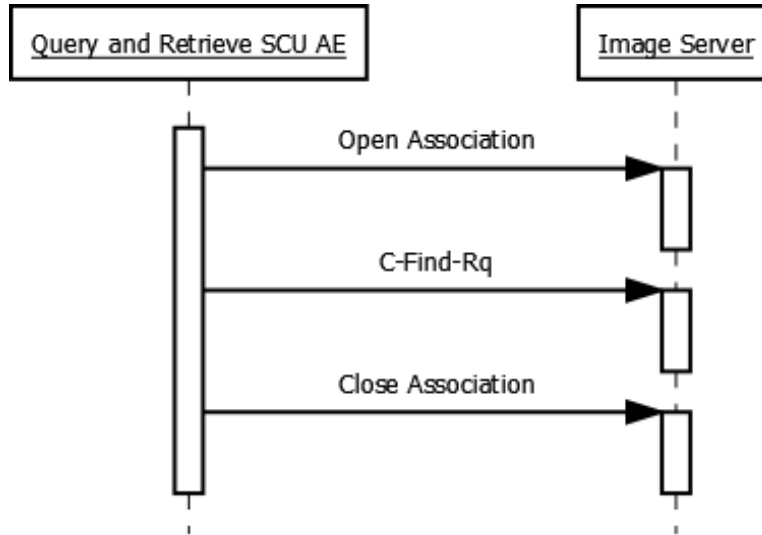 Query and Retrieve SCU AE
Image Server
Open Association
C-Find-Rq
Close Association